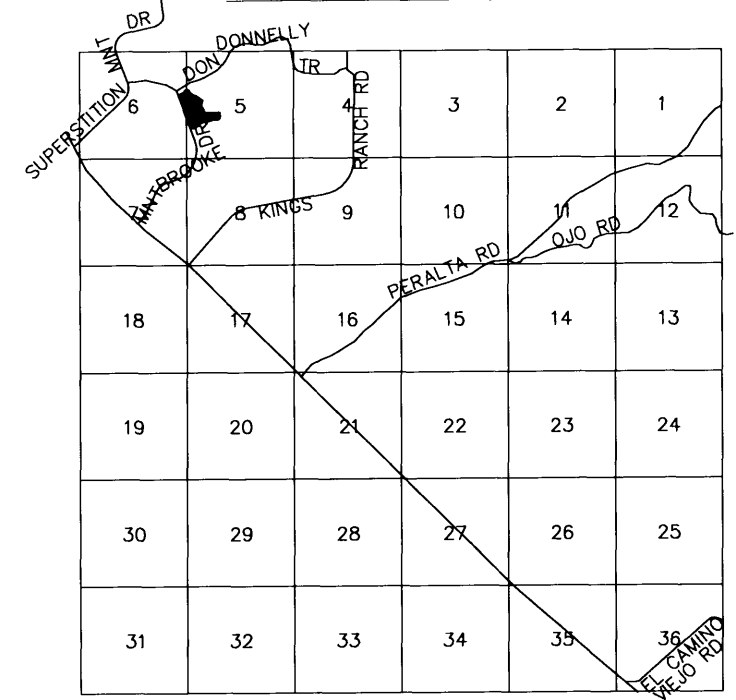 SUPERSTITION MNT DR
DON DONNELLY TR
6 5 4 3 2 1
RANCH RD
MNTBROOKE DR
7 8 9 10 11 12
KINGS
OJO RD
PERALTA RD
18 17 16 15 14 13
19 20 21 22 23 24
30 29 28 27 26 25
31 32 33 34 35 36
EL CAMINO
VIEJO RD